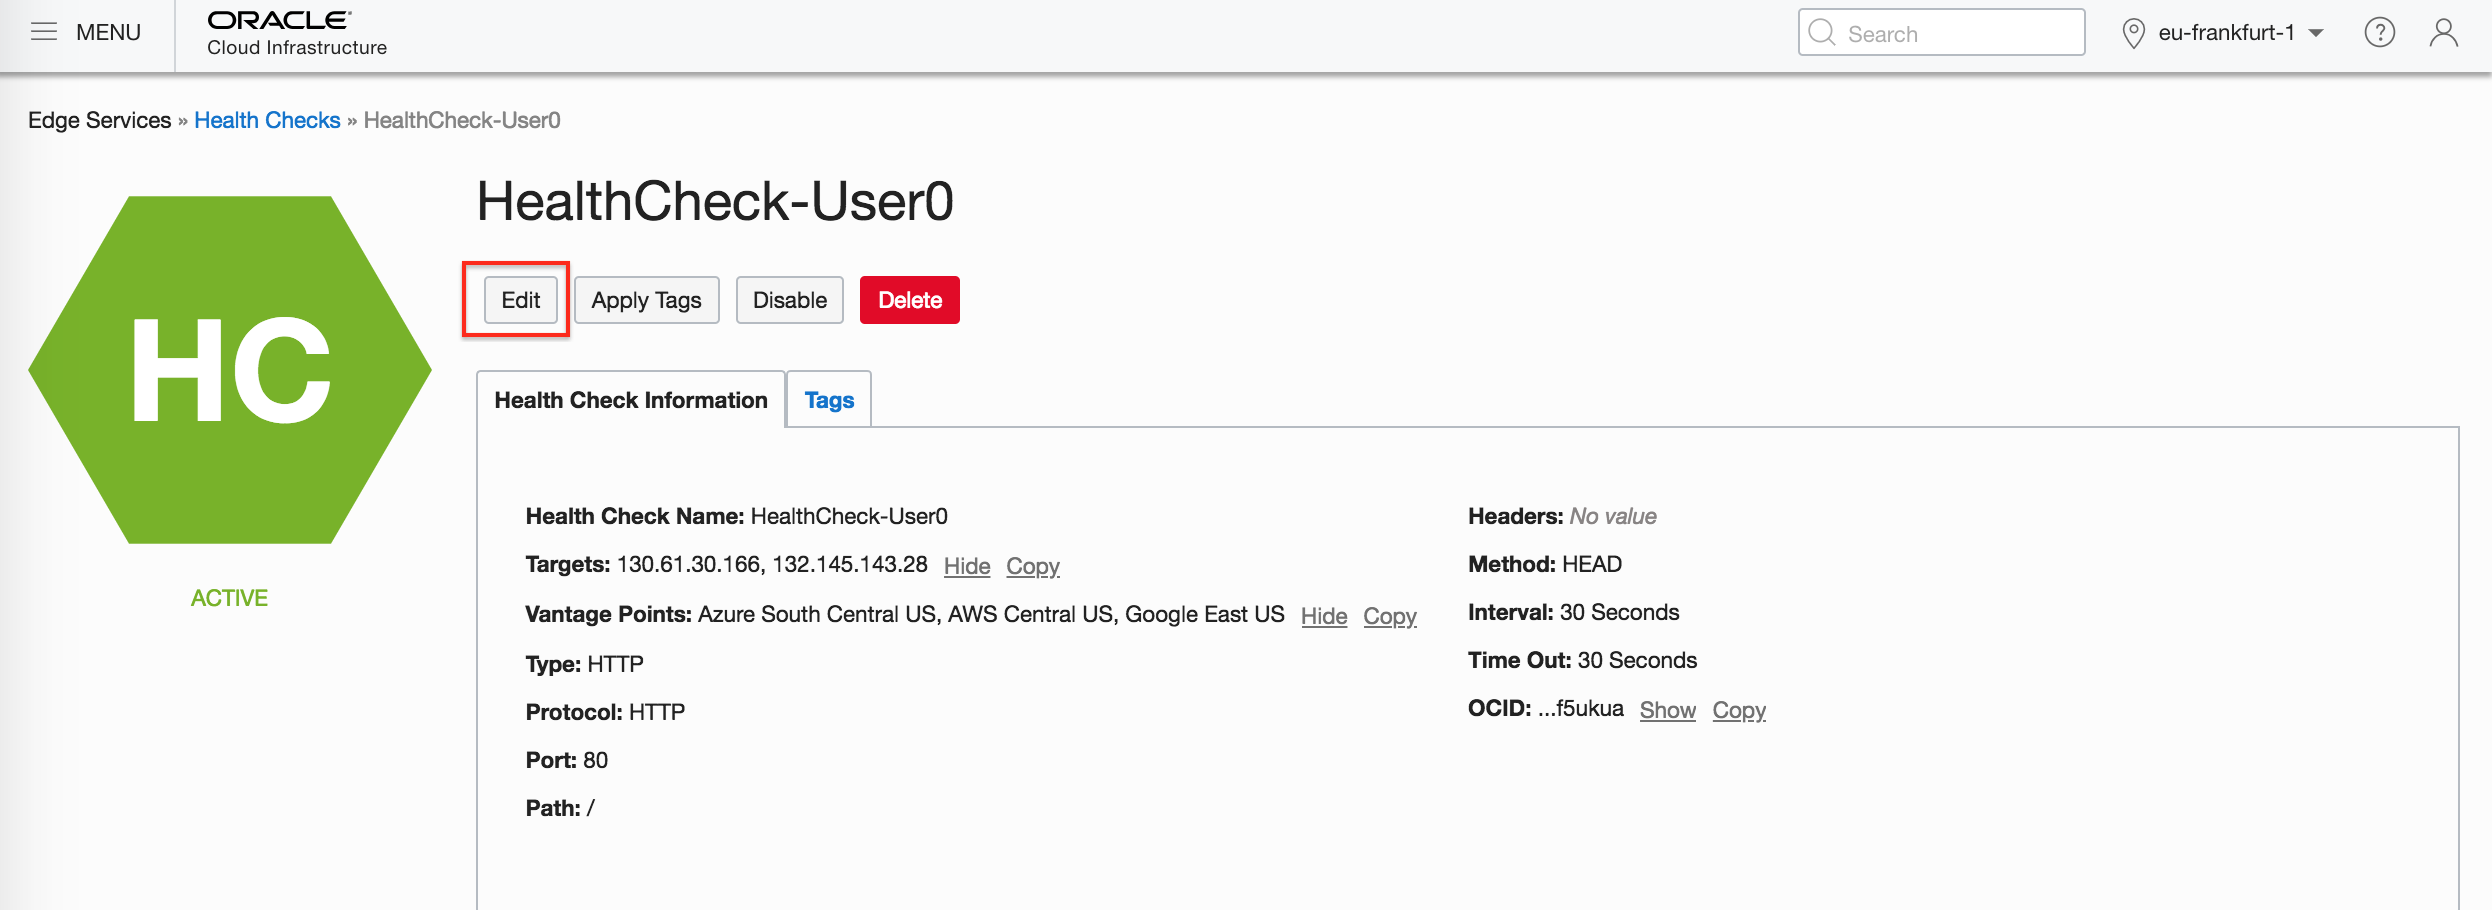 MENU
ORACLE
Cloud Infrastructure
Search
eu-frankfurt-1
?
Edge Services » Health Checks » HealthCheck-User0
HC
ACTIVE
HealthCheck-User0
Edit
Apply Tags
Disable
Delete
Health Check Information
Tags
Health Check Name: HealthCheck-User0
Targets: 130.61.30.166, 132.145.143.28 Hide Copy
Vantage Points: Azure South Central US, AWS Central US, Google East US Hide Copy
Type: HTTP
Protocol: HTTP
Port: 80
Path: /
Headers: No value
Method: HEAD
Interval: 30 Seconds
Time Out: 30 Seconds
OCID: ...f5ukua Show Copy